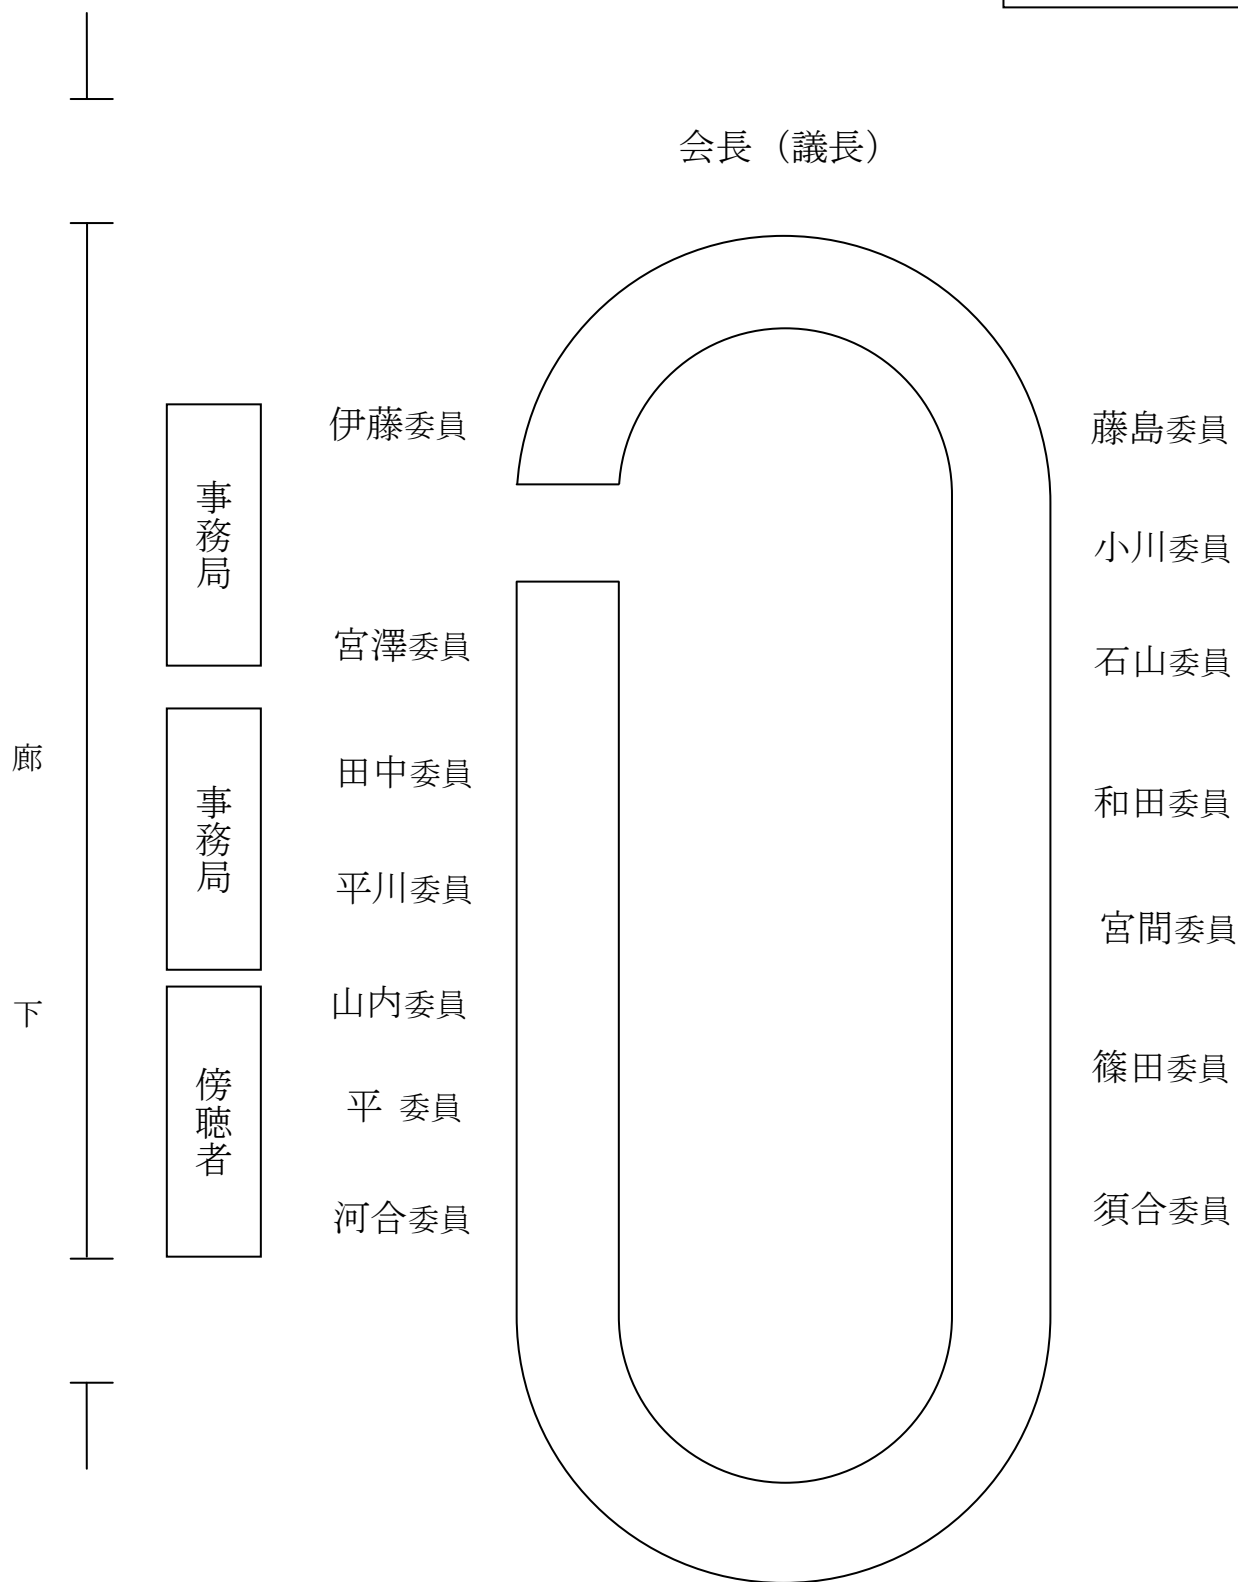 会長（議長）
伊藤委員
藤島委員
事務局
小川委員
宮澤委員
石山委員
廊下
事務局
田中委員
和田委員
平川委員
宮間委員
山内委員
傍聴者
篠田委員
平 委員
河合委員
須合委員